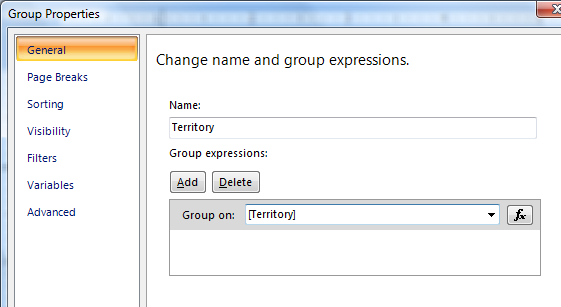 Group Properties
General
Page Breaks
Sorting
Visibility
Filters
Variables
Advanced
Change name and group expressions.
Name:
Territory
Group expressions:
Add Delete
Group on: [Territory] fx